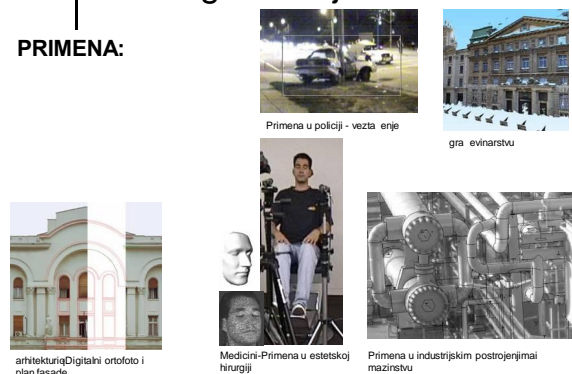 PRIMENA:
Primena u policiji - vezta enje
gra evinarstvu
arhitekturiqDigitalni ortofoto i
plan fasade
Medicini-Primena u estetskoj
hirurgiji
Primena u industrijskim postrojenjimai
mazinstvu